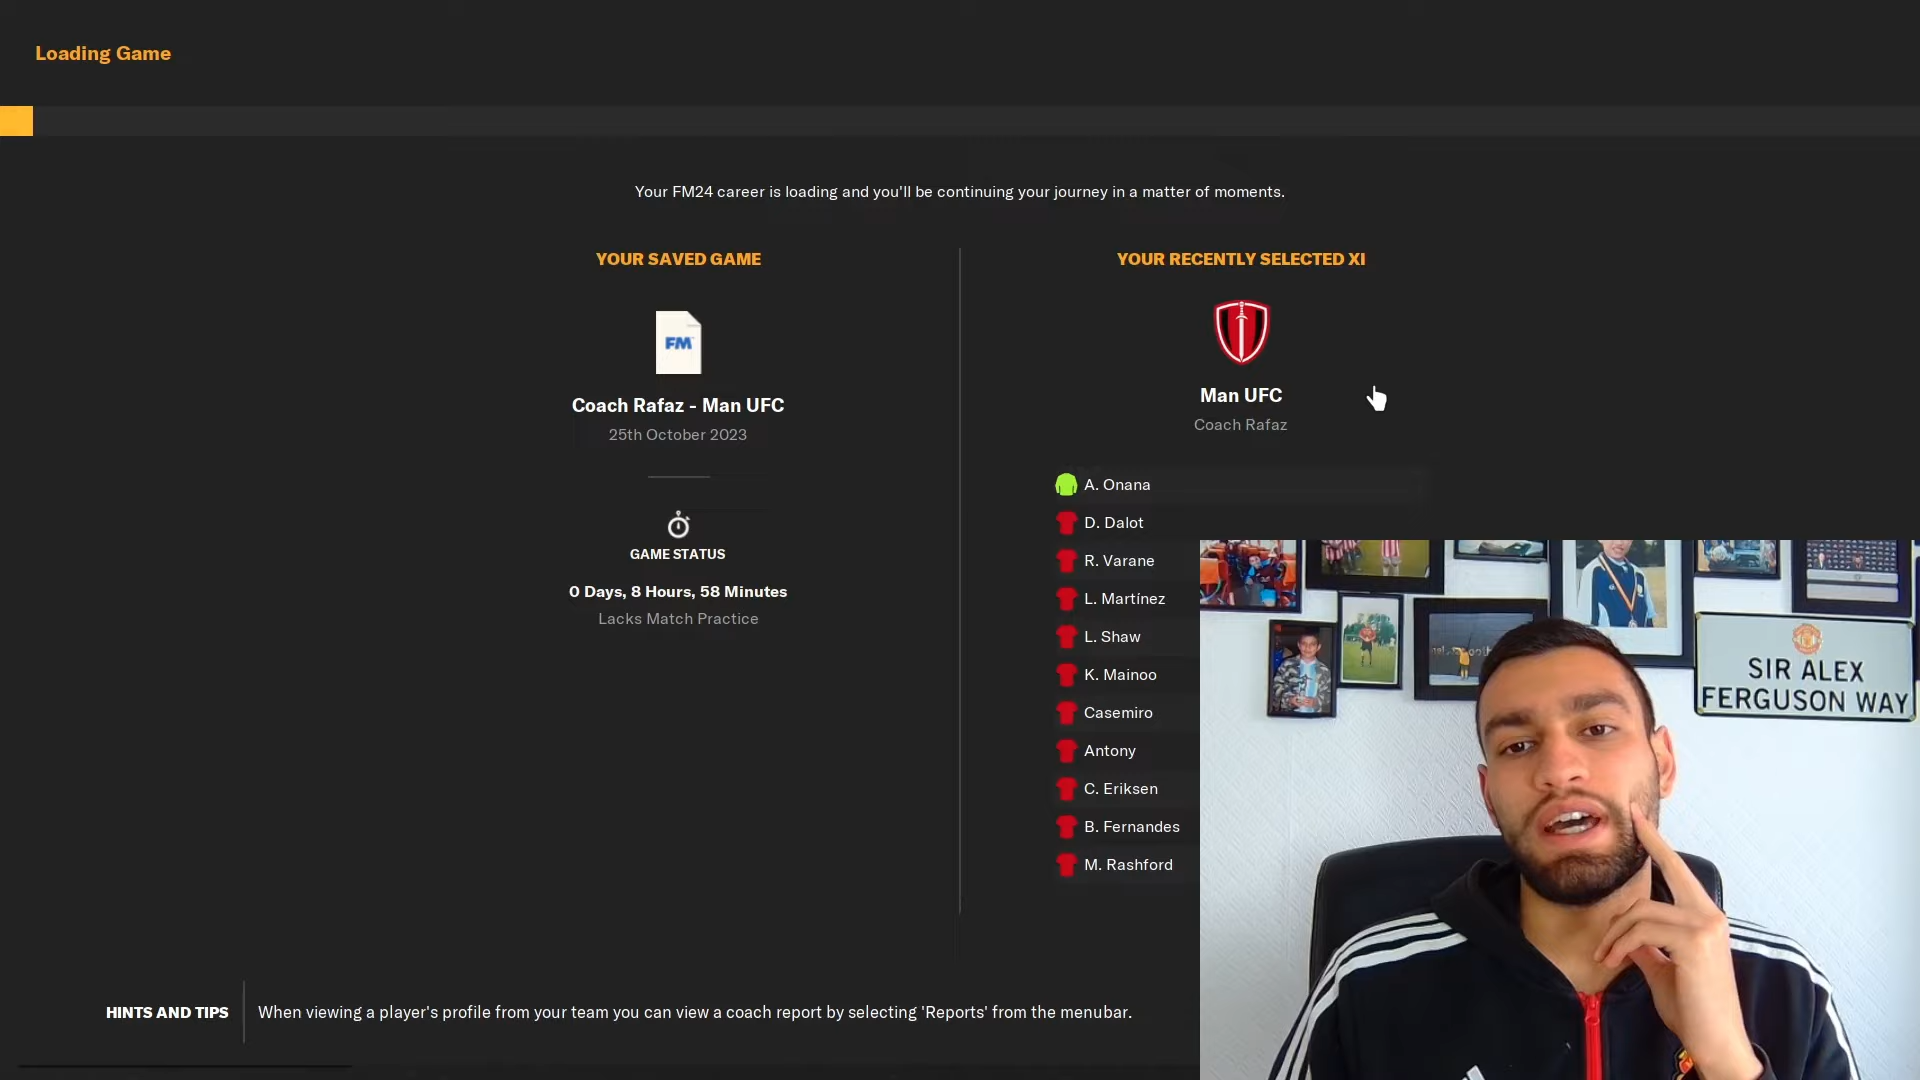 Loading Game
Your FM24 career is loading and you'll be continuing your journey in a matter of moments.
YOUR SAVED GAME
FM
Coach Rafaz - Man UFC
25th October 2023
GAME STATUS
0 Days, 8 Hours, 58 Minutes
Lacks Match Practice
YOUR RECENTLY SELECTED XI
Man UFC
Coach Rafaz
A. Onana
D. Dalot
R. Varane
L. Martínez
L. Shaw
K. Mainoo
Casemiro
Antony
C. Eriksen
B. Fernandes
M. Rashford
SIR ALEX
FERGUSON WAY
HINTS AND TIPS
When viewing a player's profile from your team you can view a coach report by selecting 'Reports' from the menubar.